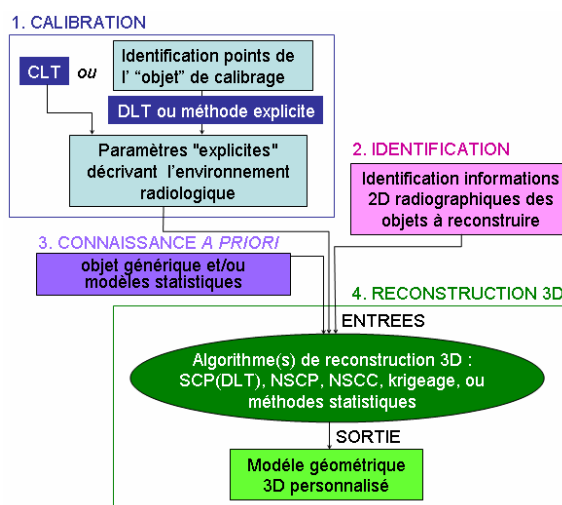 1. CALIBRATION
CLT ou
Identification points de
l' "objet" de calibrage
DLT ou méthode explicite
Paramètres "explicites"
décrivant l'environnement
radiologique
2. IDENTIFICATION
Identification informations
2D radiographiques des
objets à reconstruire
3. CONNAISSANCE A PRIORI
objet générique et/ou
modèles statistiques
4. RECONSTRUCTION 3D
ENTREES
Algorithme(s) de reconstruction 3D :
SCP(DLT), NSCP, NSCC, krigeage, ou
méthodes statistiques
SORTIE
Modèle géométrique
3D personnalisé